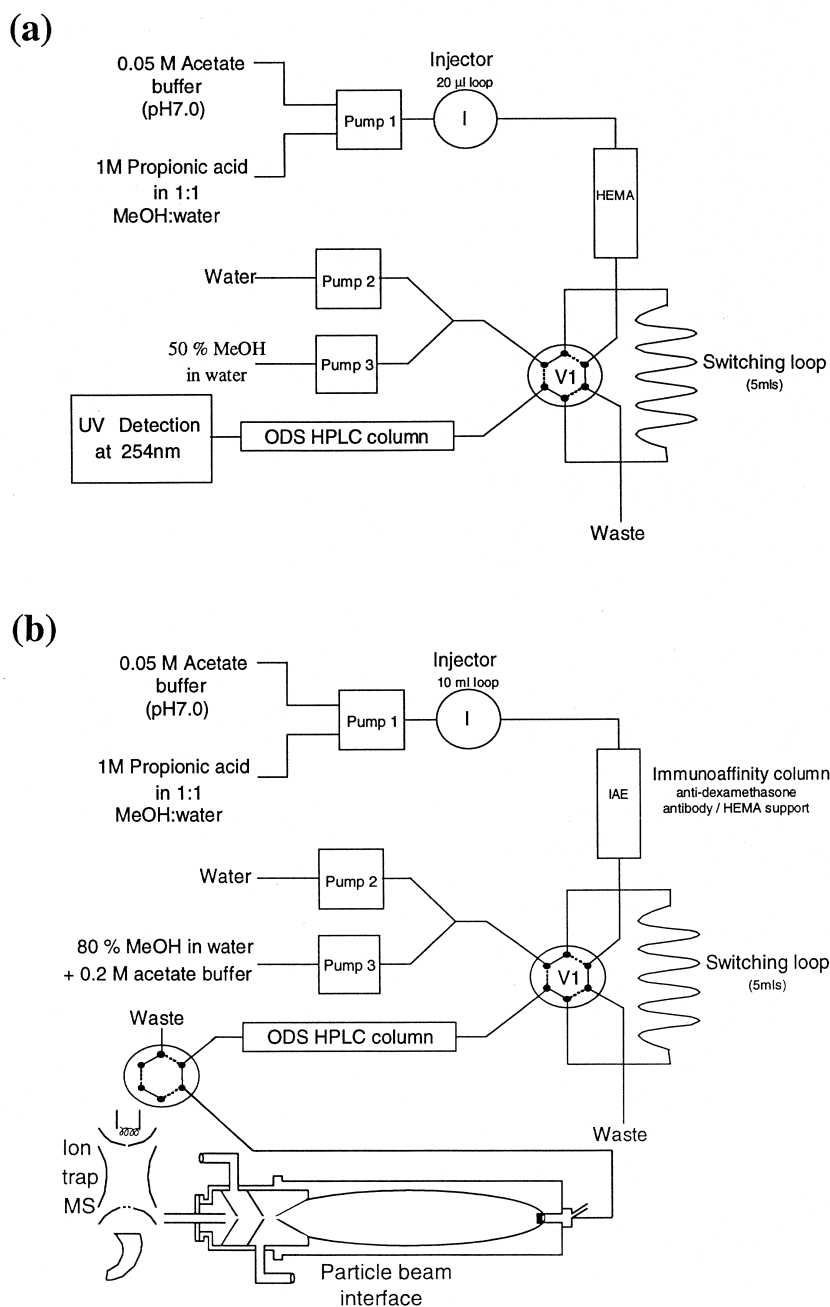 (a)
0.05 M Acetate
buffer
(pH7.0)
Injector
20 µl loop
Pump 1
I
1M Propionic acid
in 1:1
MeOH:water
HEMA
Water
Pump 2
50 % MeOH
in water
Pump 3
V1
Switching loop
(5mls)
UV Detection
at 254nm
ODS HPLC column
Waste
(b)
0.05 M Acetate
buffer
(pH7.0)
Injector
10 ml loop
Pump 1
I
1M Propionic acid
in 1:1
MeOH:water
IAE
Immunoaffinity column
anti-dexamethasone
antibody / HEMA support
Water
Pump 2
80 % MeOH in water
+ 0.2 M acetate buffer
Pump 3
V1
Switching loop
(5mls)
Waste
ODS HPLC column
Waste
Ion
trap
MS
Particle beam
interface